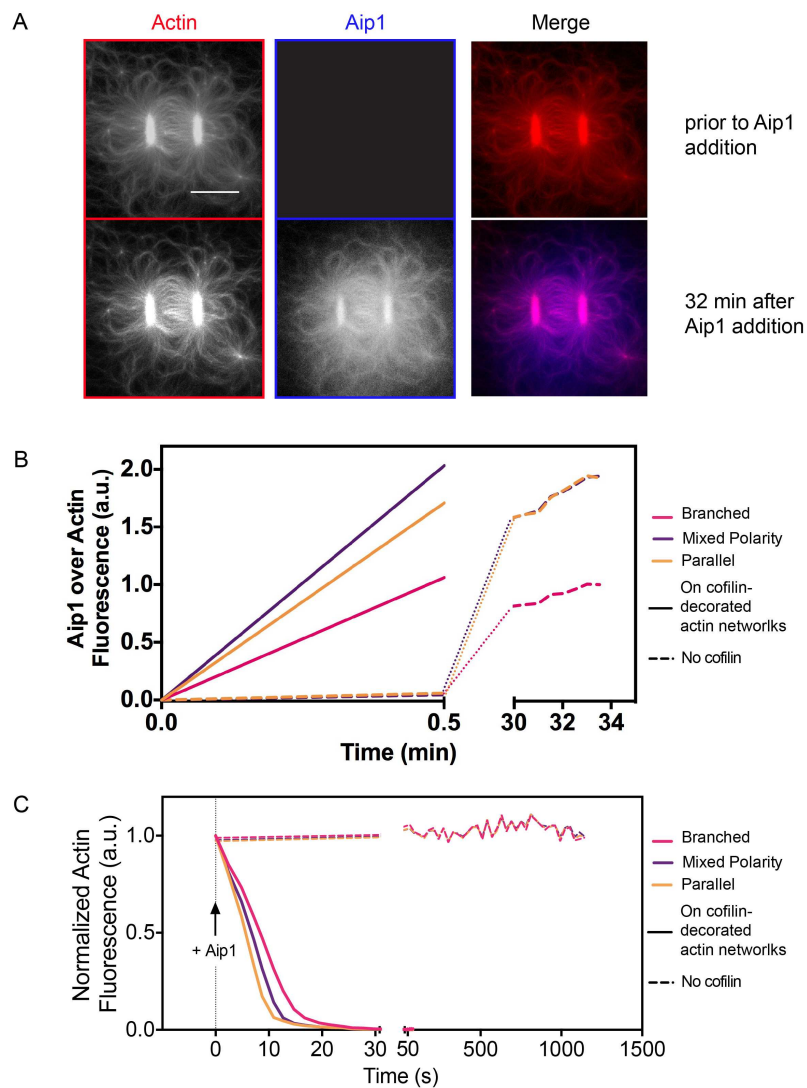 A
Actin
Aip1
Merge
prior to Aip1
addition
32 min after
Aip1 addition
B
Aip1 over Actin
Fluorescence (a.u.)
2.0
1.5
1.0
0.5
0.0
0.0
0.5
30
32
34
Time (min)
Branched
Mixed Polarity
Parallel
On cofilin-
decorated
actin networlks
No cofilin
C
Normalized Actin
Fluorescence (a.u.)
1.0
0.5
0.0
+ Aip1
0
10
20
30
50
500
1000
1500
Time (s)
Branched
Mixed Polarity
Parallel
On cofilin-
decorated
actin networlks
No cofilin